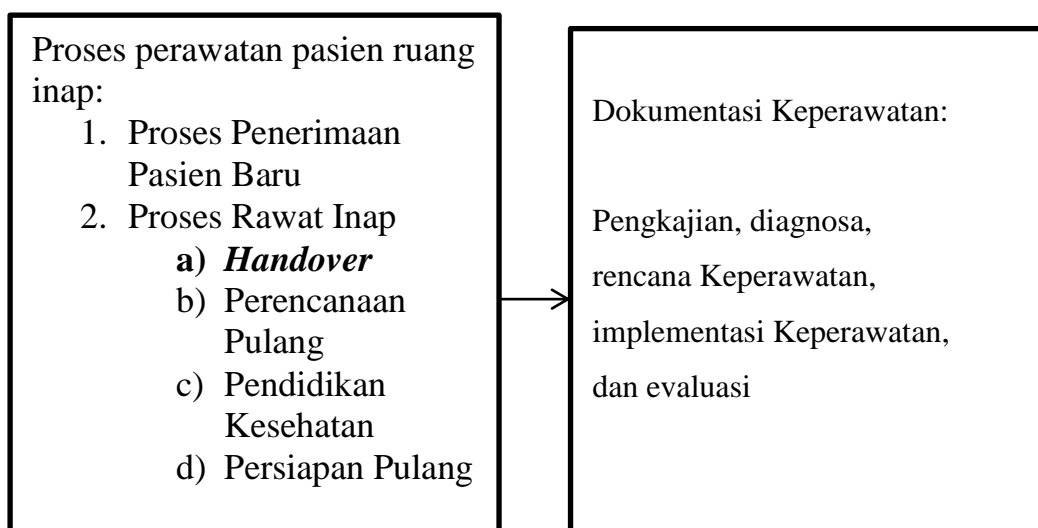 Proses perawatan pasien ruang
inap:
1. Proses Penerimaan
Pasien Baru
2. Proses Rawat Inap
a) Handover
b) Perencanaan
Pulang
c) Pendidikan
Kesehatan
d) Persiapan Pulang
Dokumentasi Keperawatan:
Pengkajian, diagnosa,
rencana Keperawatan,
implementasi Keperawatan,
dan evaluasi